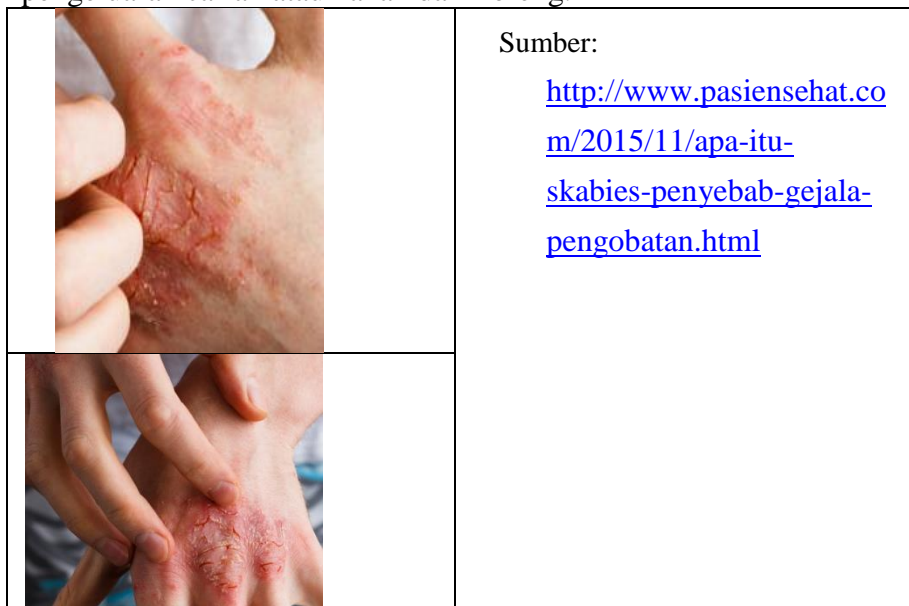 Sumber:
http://www.pasiensehat.co
m/2015/11/apa-itu-
skabies-penyebab-gejala-
pengobatan.html